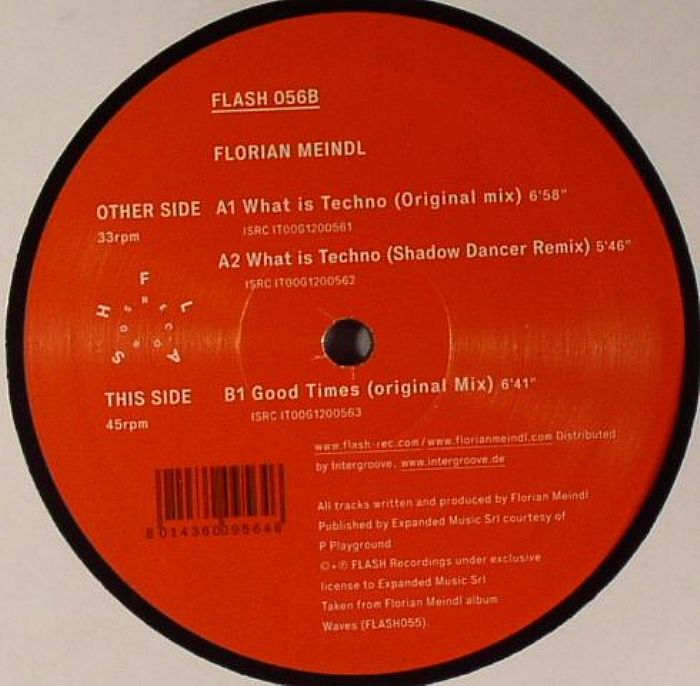 FLASH 056B
FLORIAN MEINDL
OTHER SIDE A1 What is Techno (Original mix) 6'58"
33rpm
ISRC IT00G1200561
A2 What is Techno (Shadow Dancer Remix) 5'46"
ISRC IT00G1200562
FLASH
RECORDS
THIS SIDE B1 Good Times (original Mix) 6'41"
45rpm
ISRC IT00G1200563
www.flash-rec.com/www.florianmeindl.com Distributed
by Intergroove, www.intergroove.de
8014360095648
All tracks written and produced by Florian Meindl
Published by Expanded Music Srl courtesy of
P Playground
©+℗ FLASH Recordings under exclusive
license to Expanded Music Srl
Taken from Florian Meindl album
Waves (FLASH055).